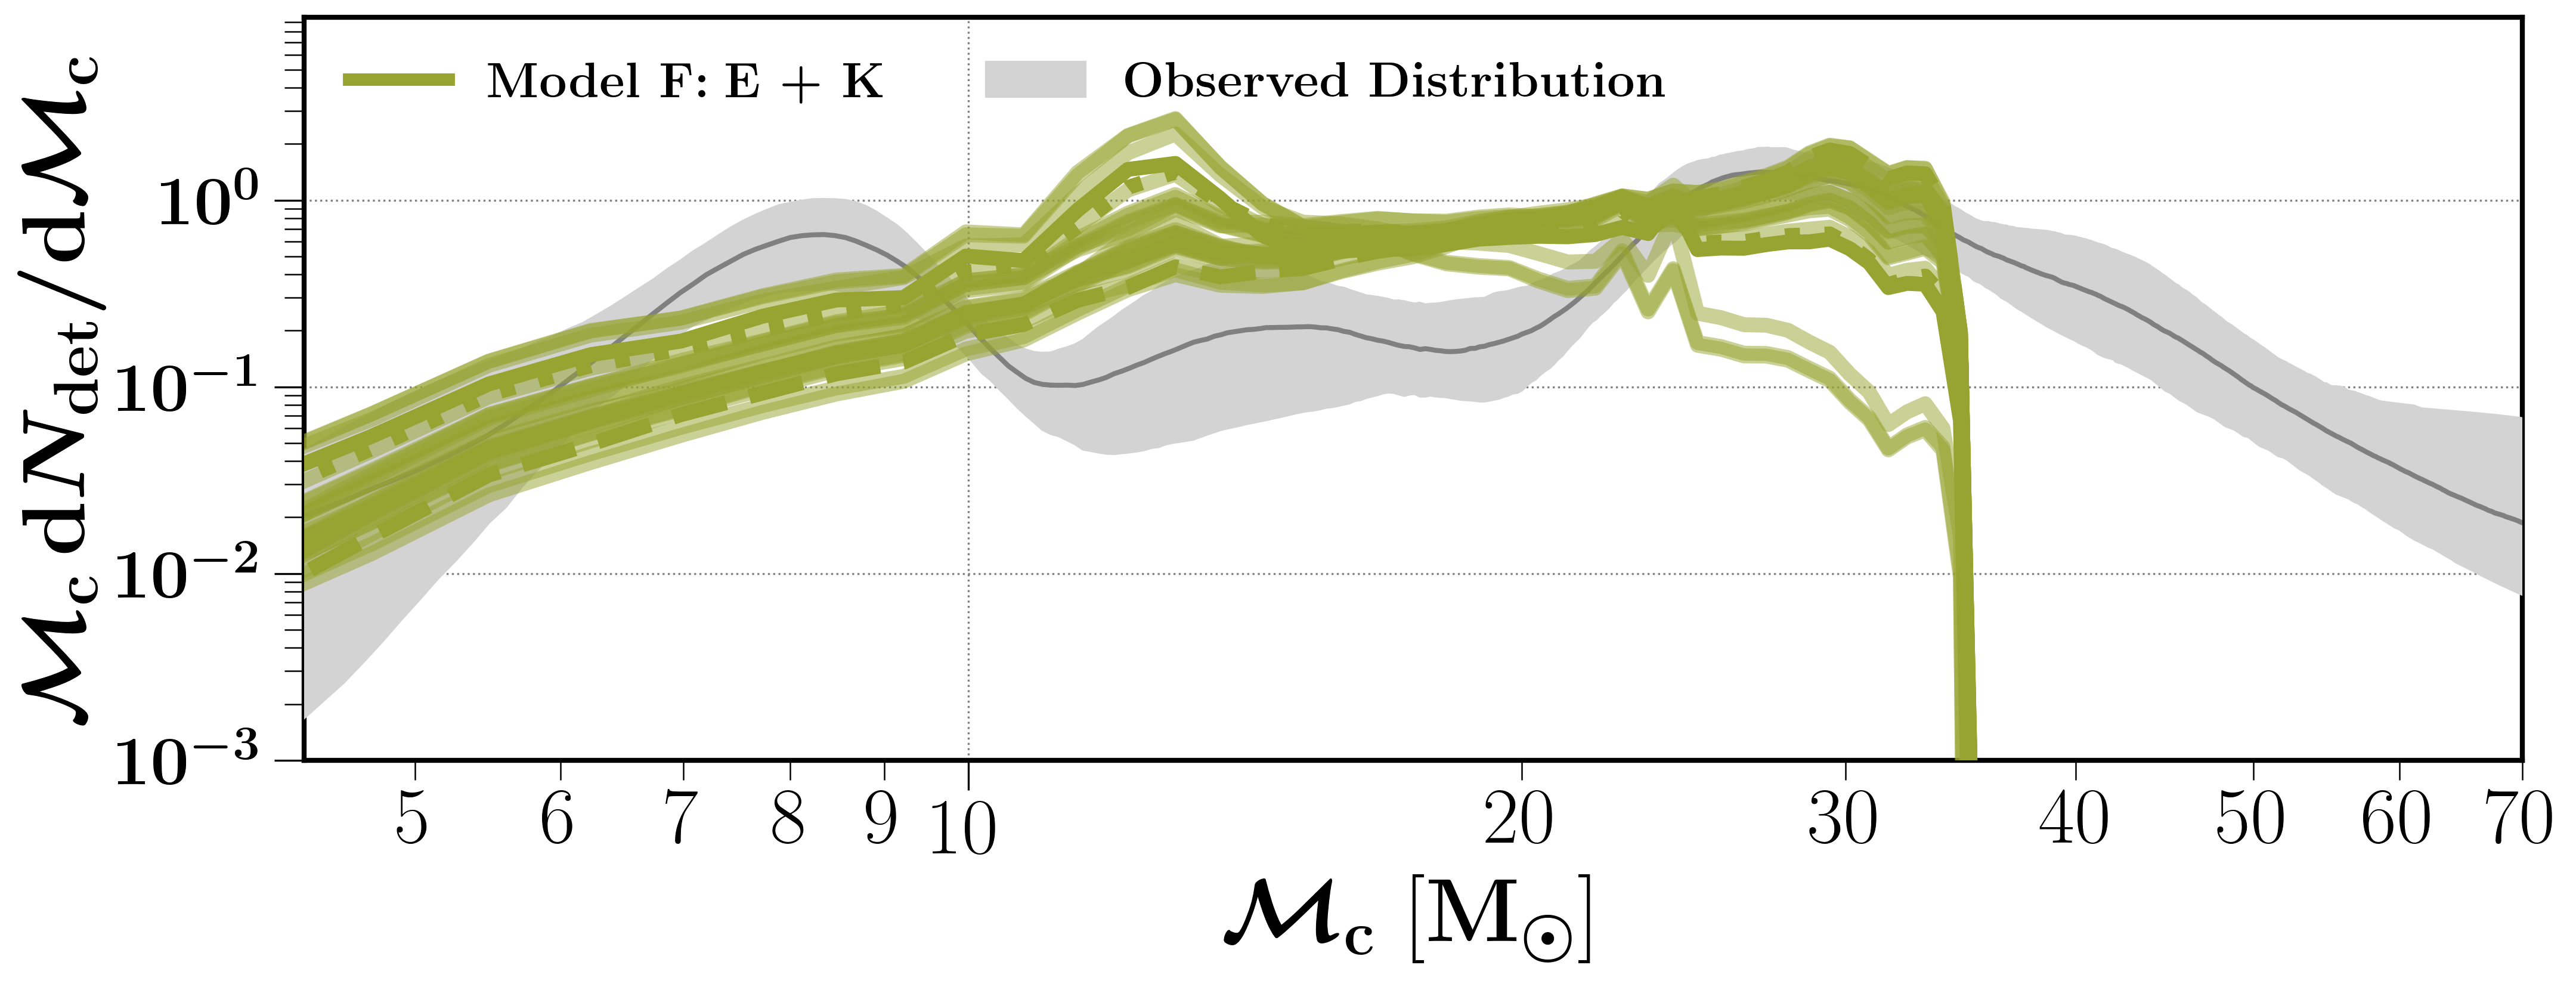 Model F: E + K
Observed Distribution
ℳc dNdet/dℳc
10⁰
10⁻¹
10⁻²
10⁻³
5 6 7 8 9 10 20 30 40 50 60 70
ℳc [M⊙]